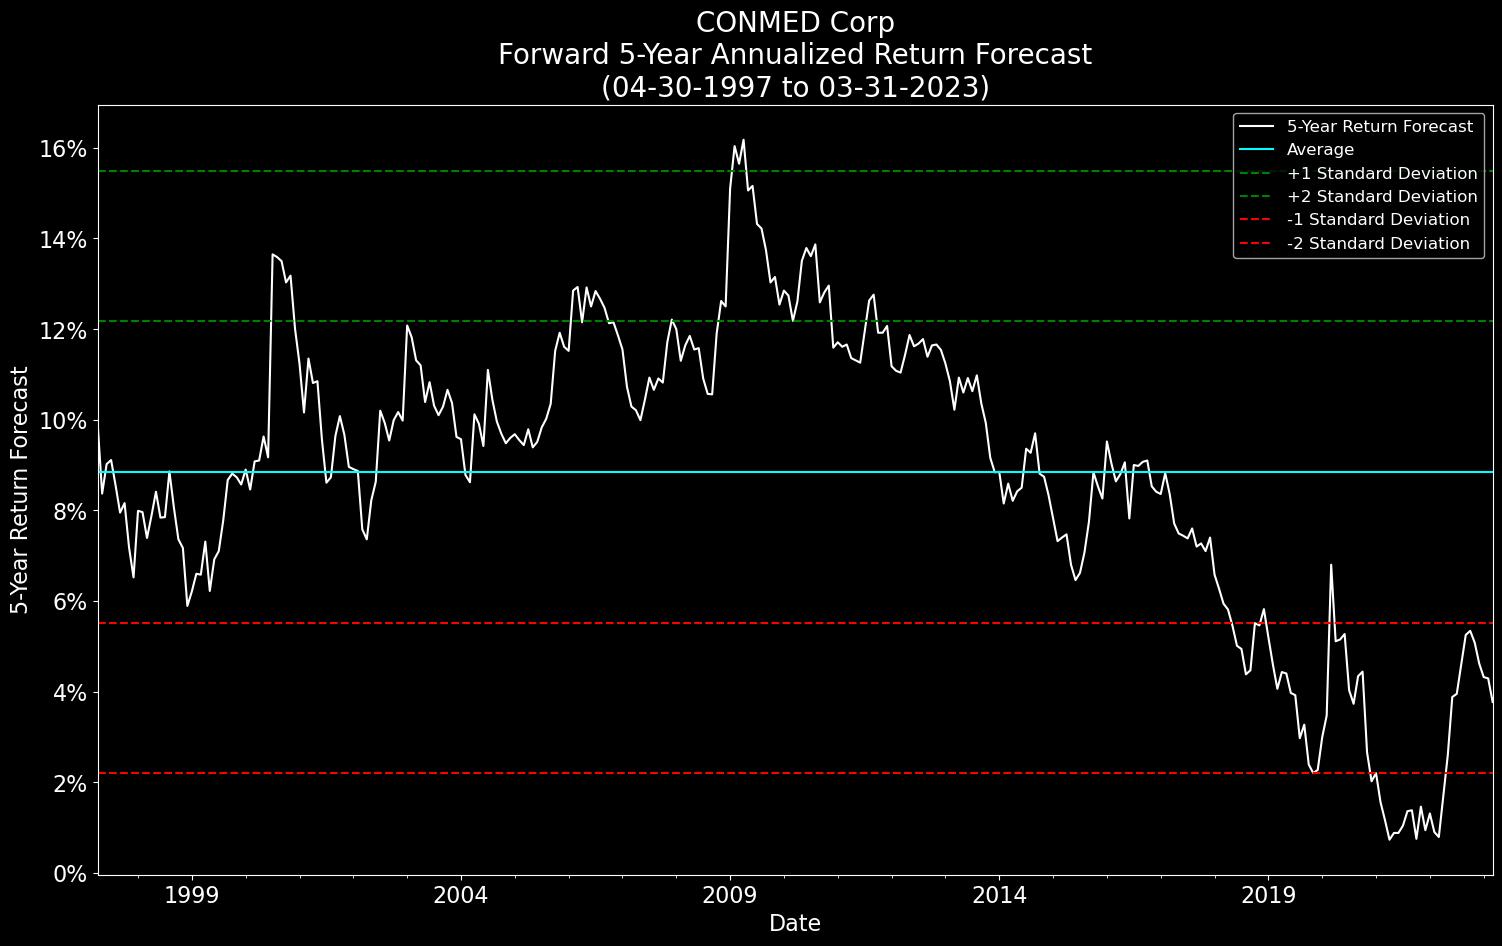 CONMED Corp
Forward 5-Year Annualized Return Forecast
(04-30-1997 to 03-31-2023)
5-Year Return Forecast
Average
+1 Standard Deviation
+2 Standard Deviation
-1 Standard Deviation
-2 Standard Deviation
16%
14%
12%
10%
8%
6%
4%
2%
0%
5-Year Return Forecast
1999 2004 2009 2014 2019
Date